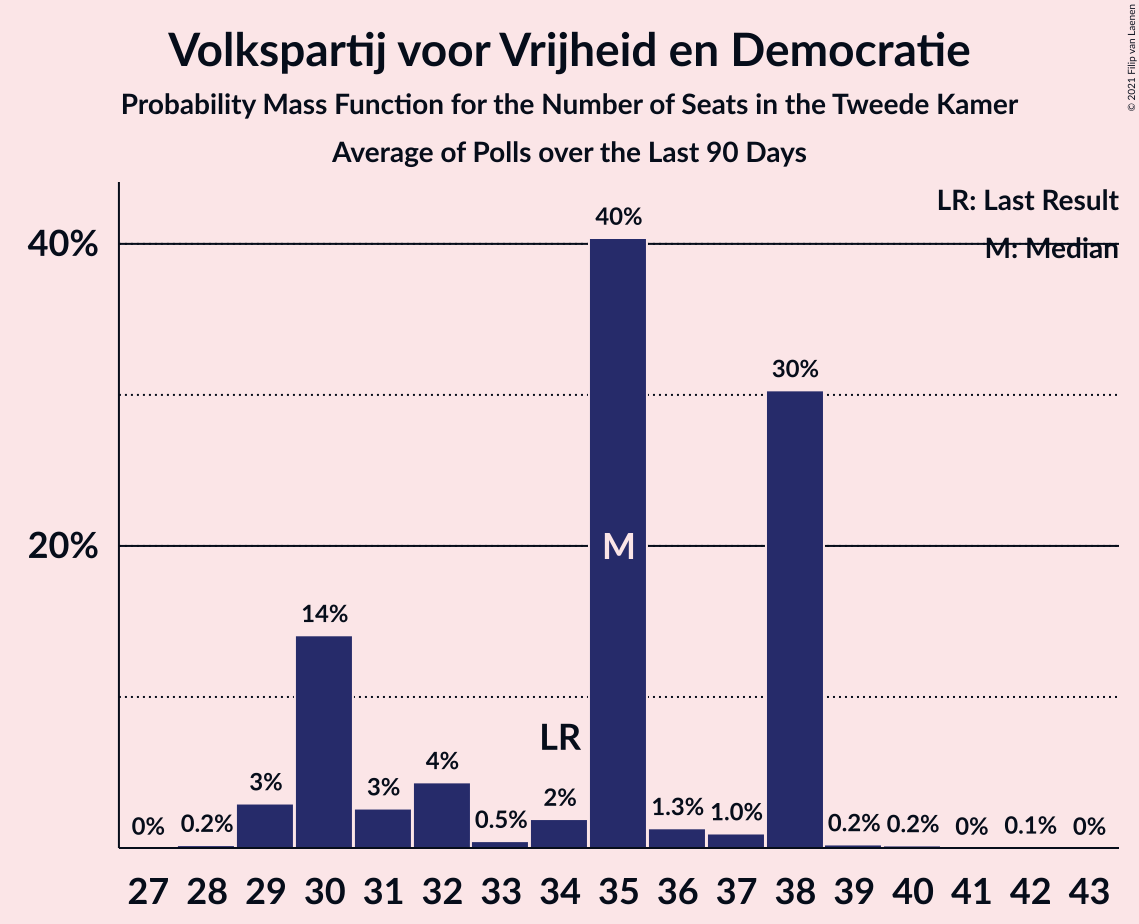 Volkspartij voor Vrijheid en Democratie
Probability Mass Function for the Number of Seats in the Tweede Kamer
Average of Polls over the Last 90 Days
© 2021 Filip van Laenen
LR: Last Result
M: Median
40%
20%
0%
0.2%
3%
14%
3%
4%
0.5%
2%
40%
1.3%
1.0%
30%
0.2%
0.2%
0%
0.1%
0%
LR
M
27 28 29 30 31 32 33 34 35 36 37 38 39 40 41 42 43